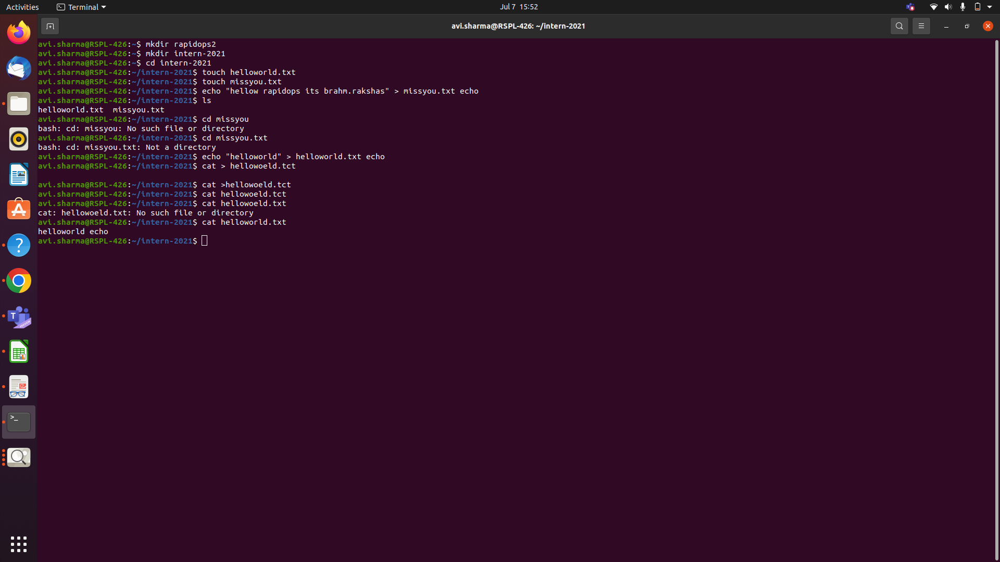 Activities
Terminal
Jul 7 15:52
avi.sharma@RSPL-426: ~/intern-2021
avi.sharma@RSPL-426:~$ mkdir rapidops2
avi.sharma@RSPL-426:~$ mkdir intern-2021
avi.sharma@RSPL-426:~$ cd intern-2021
avi.sharma@RSPL-426:~/intern-2021$ touch helloworld.txt
avi.sharma@RSPL-426:~/intern-2021$ touch missyou.txt
avi.sharma@RSPL-426:~/intern-2021$ echo "hellow rapidops its brahm.rakshas" > missyou.txt echo
avi.sharma@RSPL-426:~/intern-2021$ ls
helloworld.txt  missyou.txt
avi.sharma@RSPL-426:~/intern-2021$ cd missyou
bash: cd: missyou: No such file or directory
avi.sharma@RSPL-426:~/intern-2021$ cd missyou.txt
bash: cd: missyou.txt: Not a directory
avi.sharma@RSPL-426:~/intern-2021$ echo "helloworld" > helloworld.txt echo
avi.sharma@RSPL-426:~/intern-2021$ cat > hellowoeld.tct
avi.sharma@RSPL-426:~/intern-2021$ cat >hellowoeld.tct
avi.sharma@RSPL-426:~/intern-2021$ cat hellowoeld.tct
avi.sharma@RSPL-426:~/intern-2021$ cat hellowoeld.txt
cat: hellowoeld.txt: No such file or directory
avi.sharma@RSPL-426:~/intern-2021$ cat helloworld.txt
helloworld echo
avi.sharma@RSPL-426:~/intern-2021$
T
PREVIEW
>_